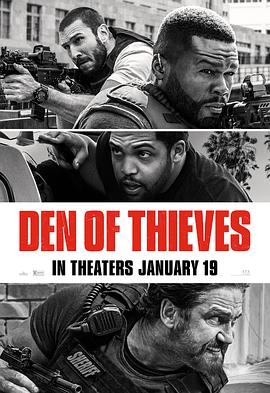 DEN OF THIEVES
IN THEATERS JANUARY 19
SHERIFF